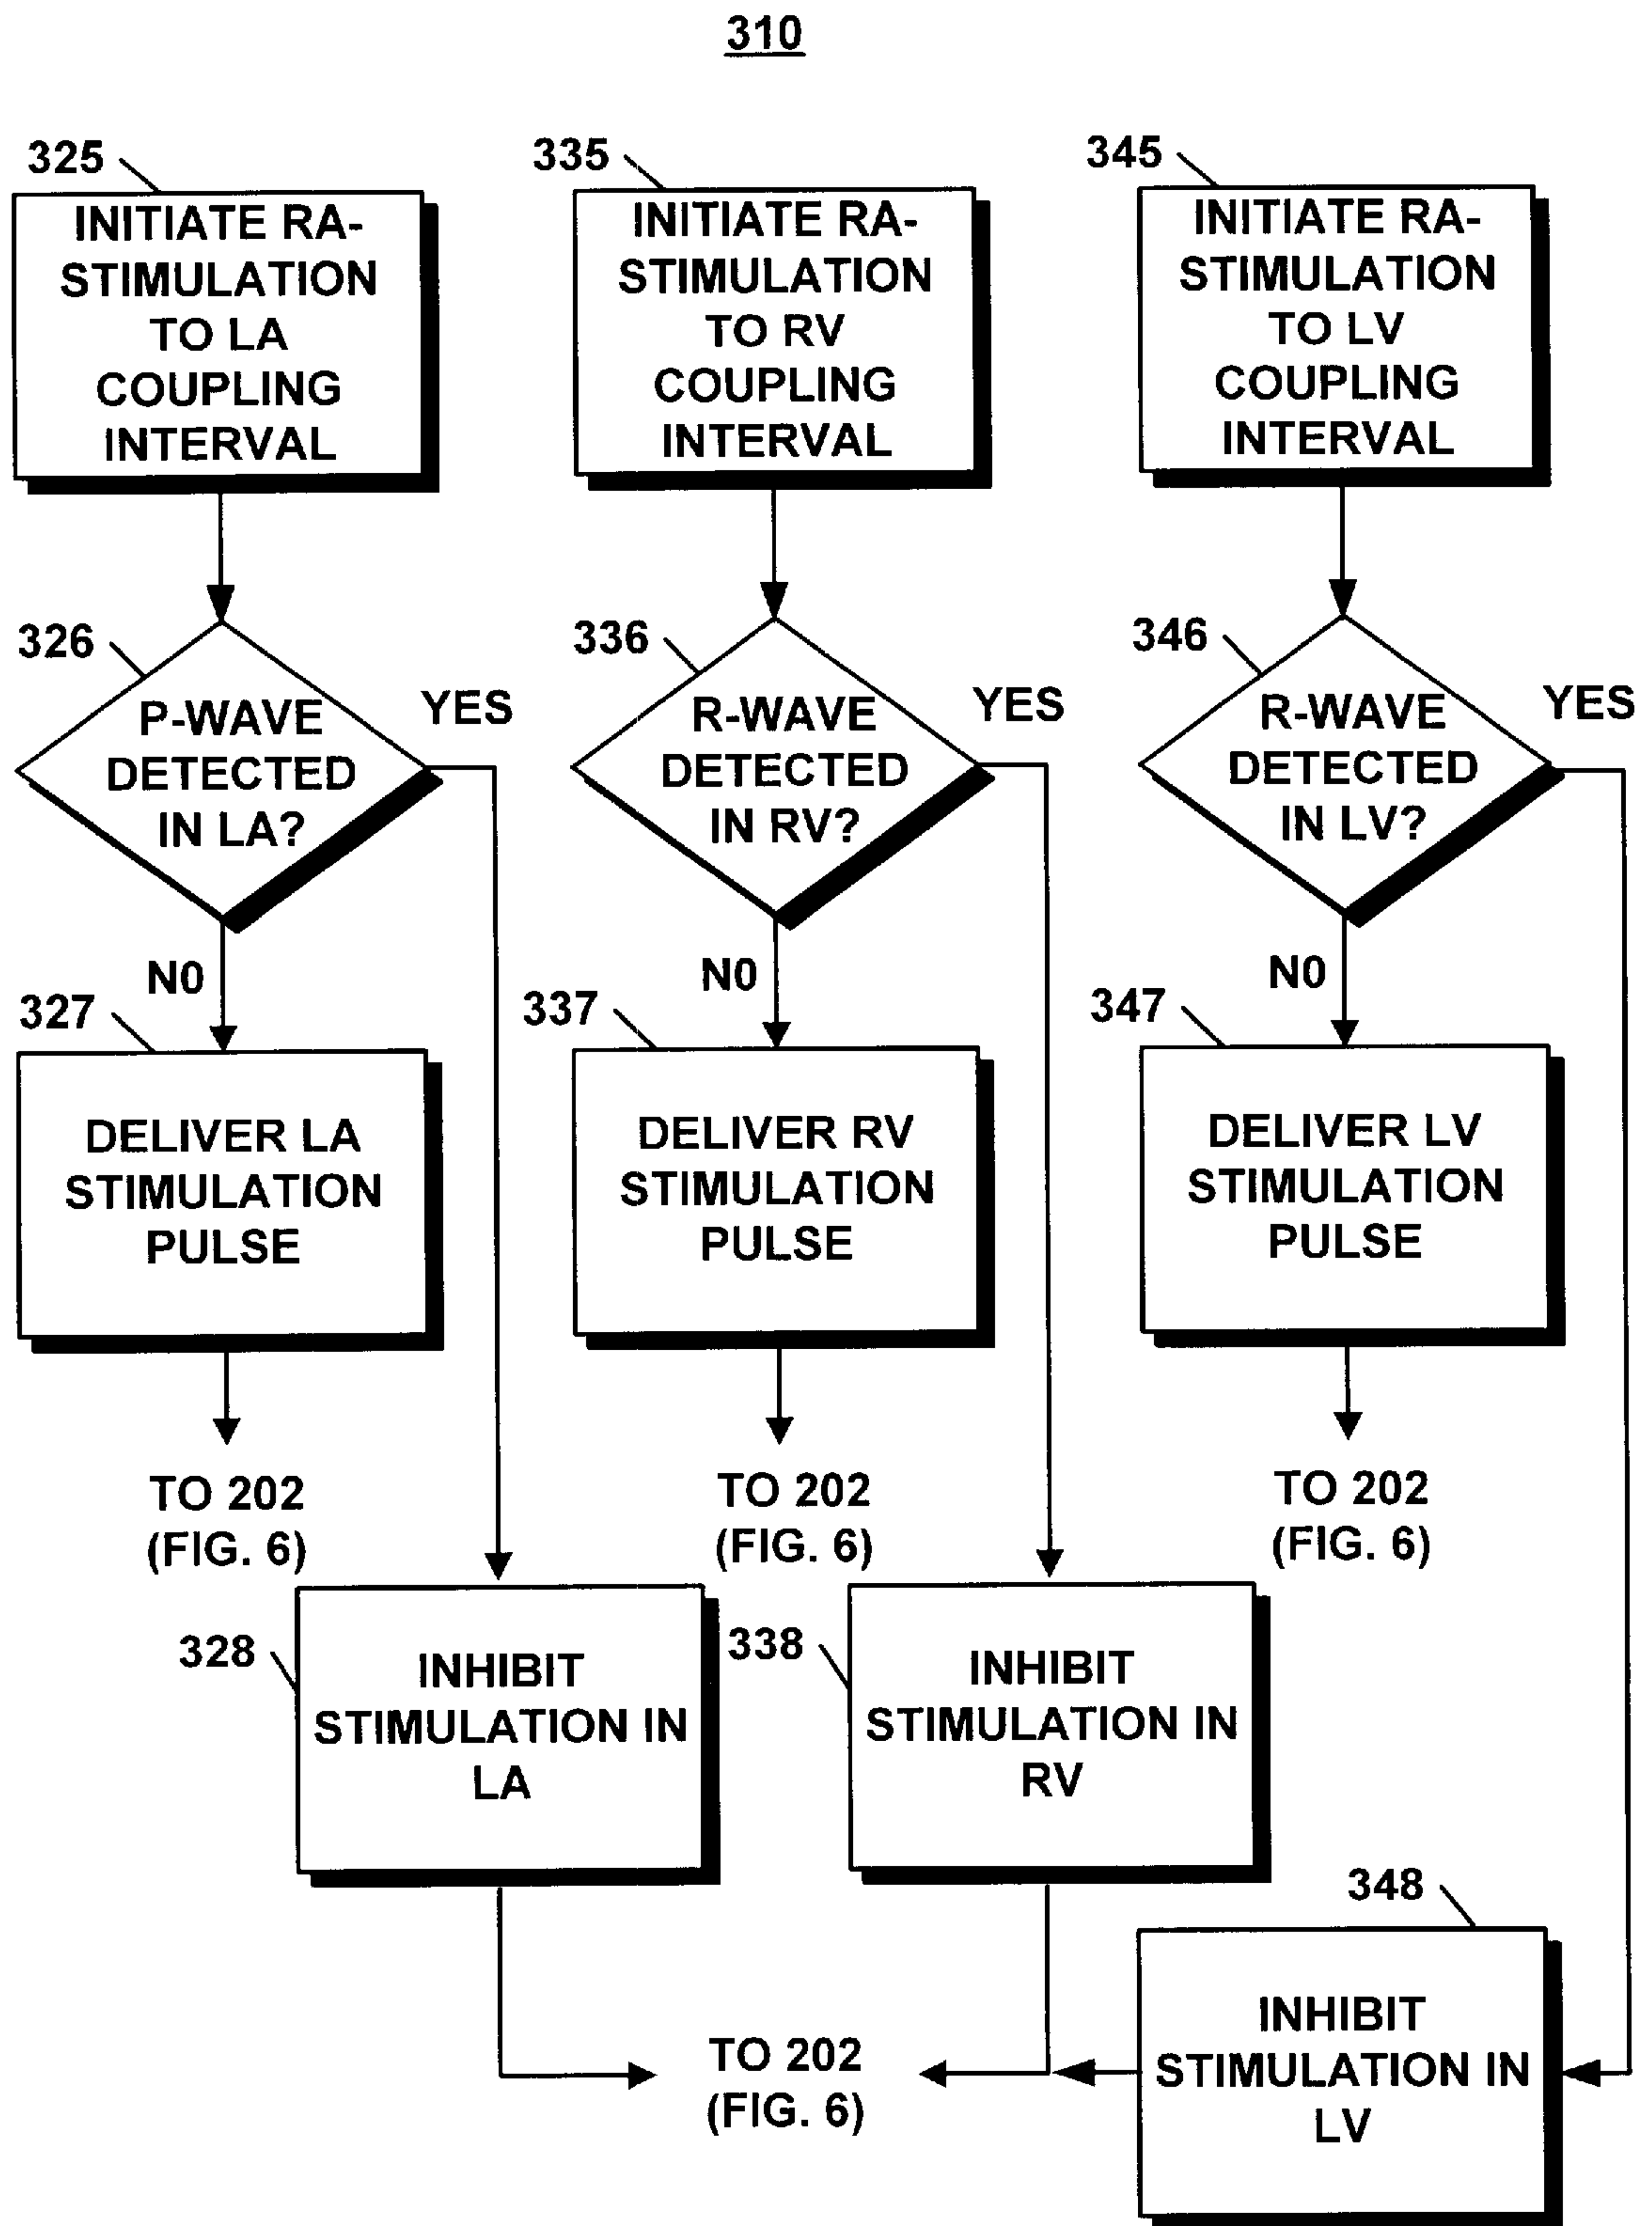 310
325
INITIATE RA-
STIMULATION
TO LA
COUPLING
INTERVAL
335
INITIATE RA-
STIMULATION
TO RV
COUPLING
INTERVAL
345
INITIATE RA-
STIMULATION
TO LV
COUPLING
INTERVAL
326
P-WAVE
DETECTED
IN LA?
YES
N0
336
R-WAVE
DETECTED
IN RV?
YES
N0
346
R-WAVE
DETECTED
IN LV?
YES
N0
327
DELIVER LA
STIMULATION
PULSE
337
DELIVER RV
STIMULATION
PULSE
347
DELIVER LV
STIMULATION
PULSE
TO 202
(FIG. 6)
TO 202
(FIG. 6)
TO 202
(FIG. 6)
328
INHIBIT
STIMULATION IN
LA
338
INHIBIT
STIMULATION IN
RV
348
INHIBIT
STIMULATION IN
LV
TO 202
(FIG. 6)